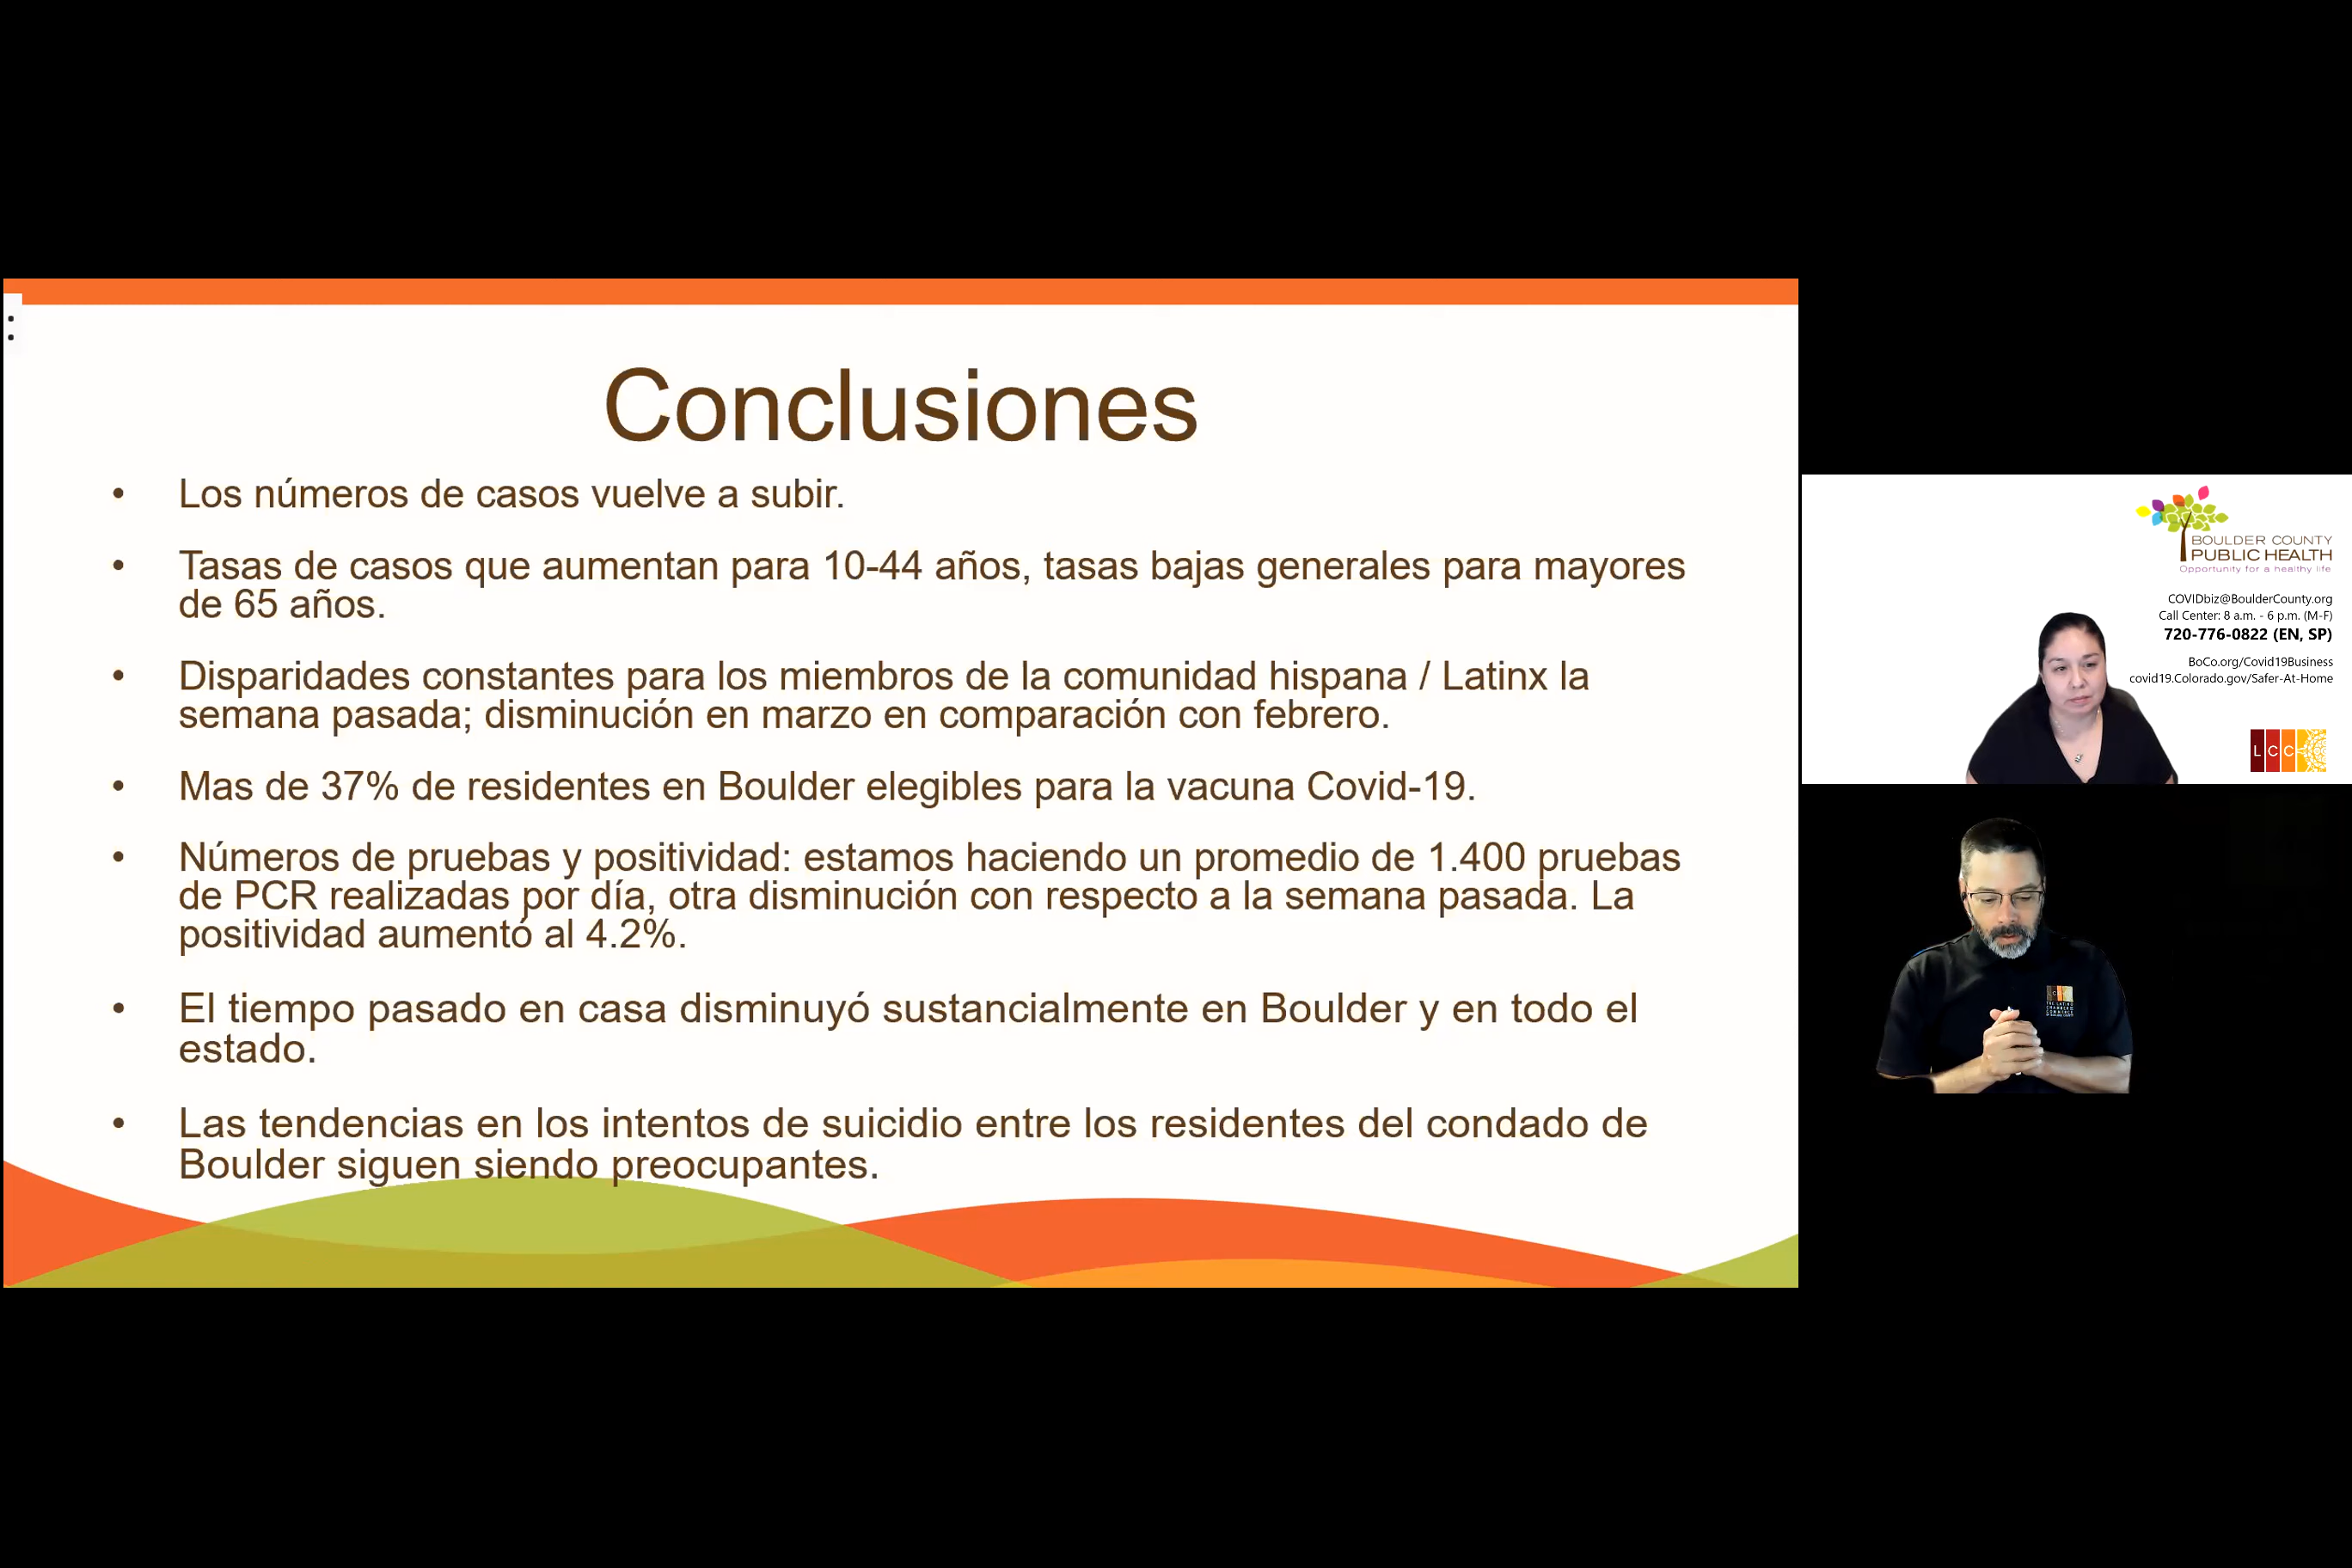 Conclusiones
• Los números de casos vuelve a subir.
• Tasas de casos que aumentan para 10-44 años, tasas bajas generales para mayores
de 65 años.
• Disparidades constantes para los miembros de la comunidad hispana / Latinx la
semana pasada; disminución en marzo en comparación con febrero.
• Mas de 37% de residentes en Boulder elegibles para la vacuna Covid-19.
• Números de pruebas y positividad: estamos haciendo un promedio de 1.400 pruebas
de PCR realizadas por día, otra disminución con respecto a la semana pasada. La
positividad aumentó al 4.2%.
• El tiempo pasado en casa disminuyó sustancialmente en Boulder y en todo el
estado.
• Las tendencias en los intentos de suicidio entre los residentes del condado de
Boulder siguen siendo preocupantes.
BOULDER COUNTY
PUBLIC HEALTH
Opportunity for a healthy life
COVIDbiz@BoulderCounty.org
Call Center: 8 a.m. - 6 p.m. (M-F)
720-776-0822 (EN, SP)
BoCo.org/Covid19Business
covid19.Colorado.gov/Safer-At-Home
LCC